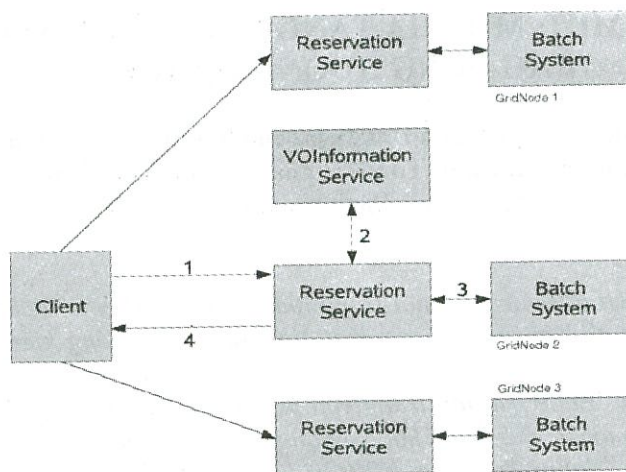 Reservation
Service
Batch
System
GridNode 1
VOInformation
Service
2
Client
1
4
Reservation
Service
3
Batch
System
GridNode 2
GridNode 3
Reservation
Service
Batch
System